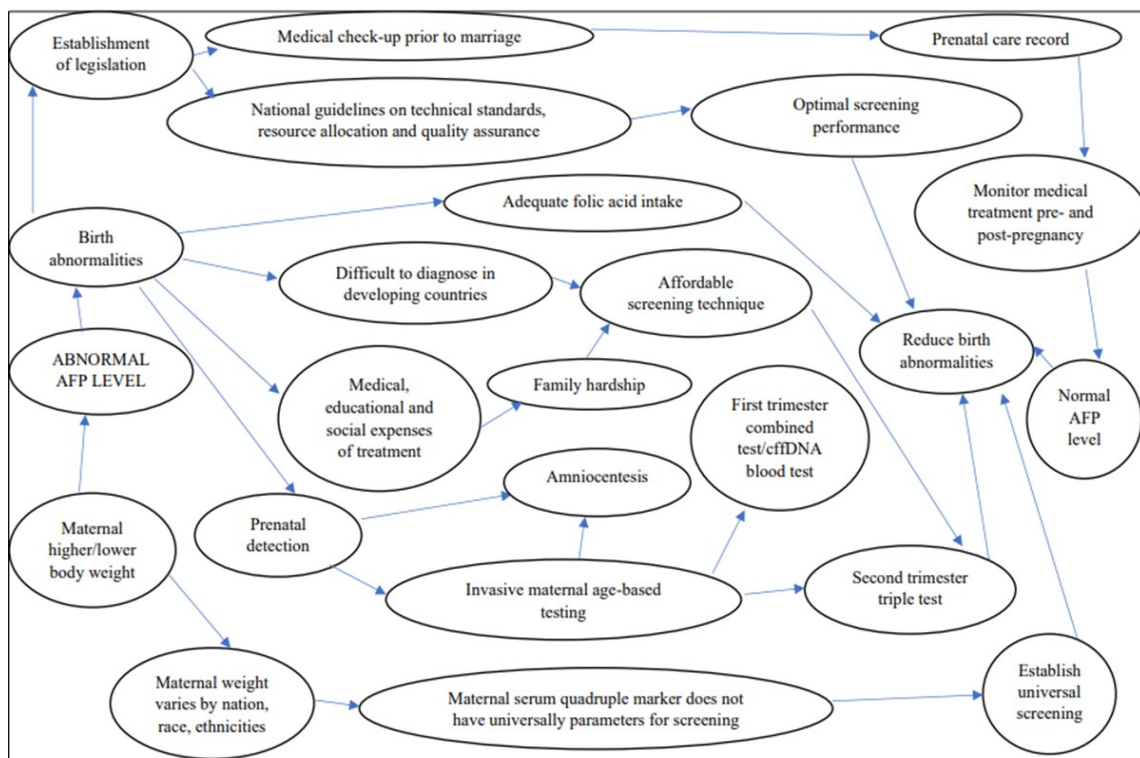 Establishment
of legislation
Medical check-up prior to marriage
Prenatal care record
National guidelines on technical standards,
resource allocation and quality assurance
Optimal screening
performance
Adequate folic acid intake
Monitor medical
treatment pre- and
post-pregnancy
Birth
abnormalities
Difficult to diagnose in
developing countries
Affordable
screening technique
Reduce birth
abnormalities
ABNORMAL
AFP LEVEL
Medical,
educational and
social expenses
of treatment
Family hardship
First trimester
combined
test/cffDNA
blood test
Normal
AFP
level
Amniocentesis
Maternal
higher/lower
body weight
Prenatal
detection
Invasive maternal age-based
testing
Second trimester
triple test
Maternal weight
varies by nation,
race, ethnicities
Maternal serum quadruple marker does not
have universally parameters for screening
Establish
universal
screening